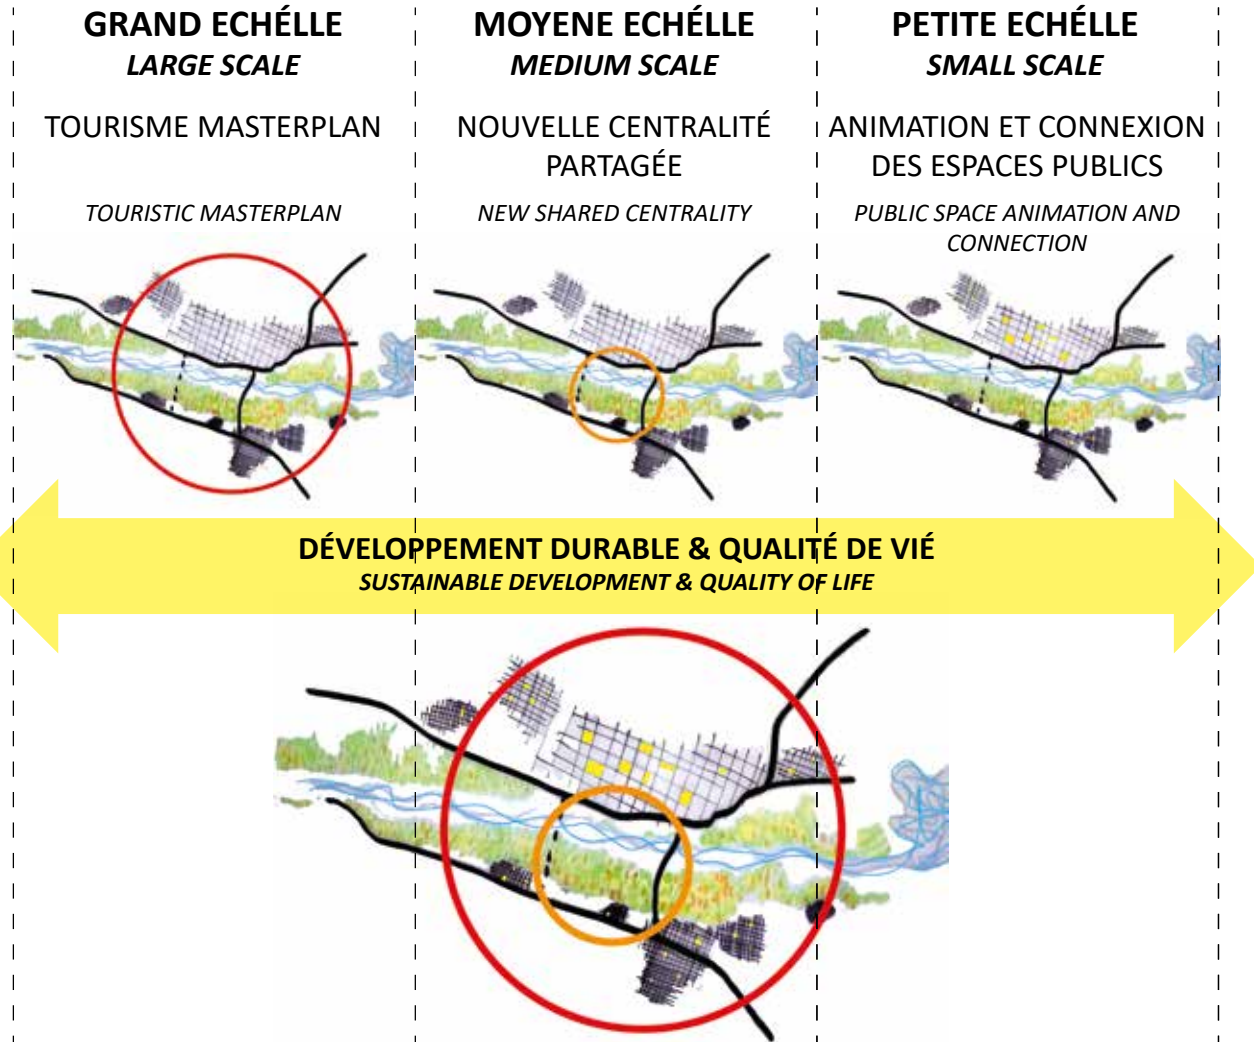 GRAND ECHÉLLE
LARGE SCALE
TOURISME MASTERPLAN
TOURISTIC MASTERPLAN
MOYENE ECHÉLLE
MEDIUM SCALE
NOUVELLE CENTRALITÉ
PARTAGÉE
NEW SHARED CENTRALITY
PETITE ECHÉLLE
SMALL SCALE
ANIMATION ET CONNEXION
DES ESPACES PUBLICS
PUBLIC SPACE ANIMATION AND
CONNECTION
DÉVELOPPEMENT DURABLE & QUALITÉ DE VIÉ
SUSTAINABLE DEVELOPMENT & QUALITY OF LIFE